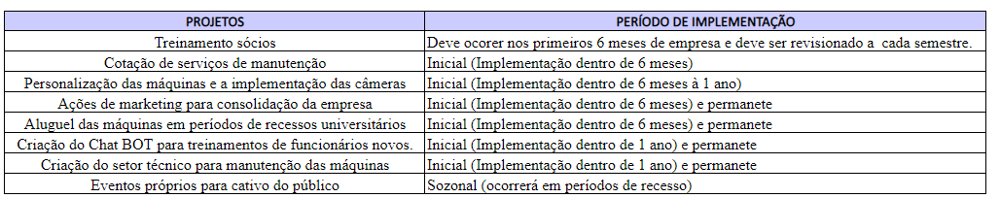 PROJETOS PERÍODO DE IMPLEMENTAÇÃO
Treinamento sócios Deve ocorer nos primeiros 6 meses de empresa e deve ser revisionado a cada semestre.
Cotação de serviços de manutenção Inicial (Implementação dentro de 6 meses)
Personalização das máquinas e a implementação das câmeras Inicial (Implementação dentro de 6 meses à 1 ano)
Ações de marketing para consolidação da empresa Inicial (Implementação dentro de 6 meses) e permanete
Aluguel das máquinas em períodos de recessos universitários Inicial (Implementação dentro de 6 meses) e permanete
Criação do Chat BOT para treinamentos de funcionários novos. Inicial (Implementação dentro de 1 ano) e permanete
Criação do setor técnico para manutenção das máquinas Inicial (Implementação dentro de 1 ano) e permanete
Eventos próprios para cativo do público Sozonal (ocorrerá em períodos de recesso)